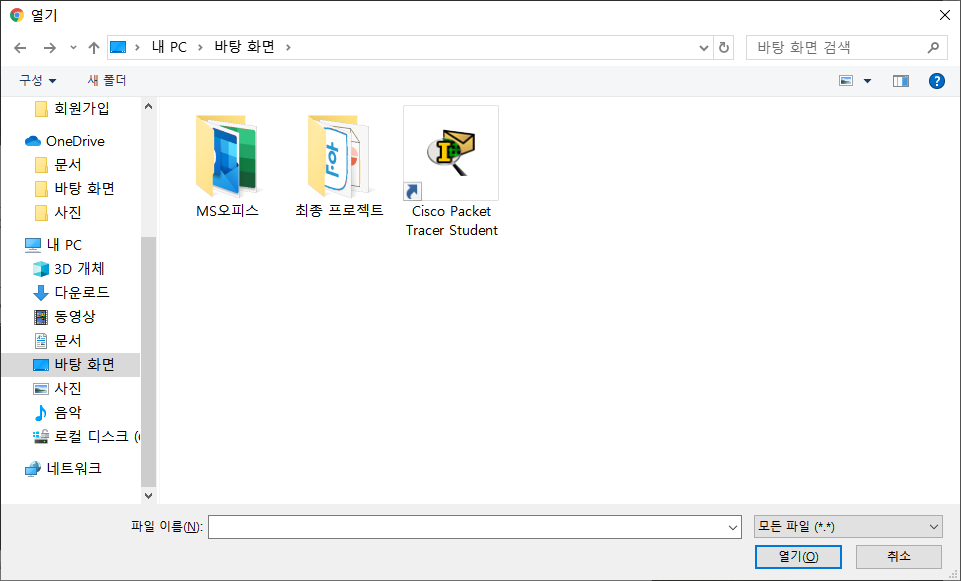 열기
내 PC
바탕 화면
바탕 화면 검색
구성
새 폴더
회원가입
OneDrive
문서
바탕 화면
사진
내 PC
3D 개체
다운로드
동영상
문서
바탕 화면
사진
음악
로컬 디스크 (
네트워크
MS오피스
최종 프로젝트
Cisco Packet
Tracer Student
파일 이름(N):
모든 파일 (*.*)
열기(O)
취소